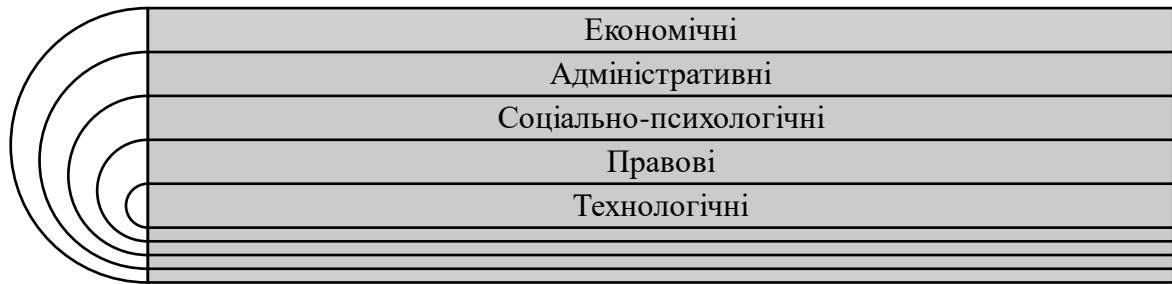 Економічні
Адміністративні
Соціально-психологічні
Правові
Технологічні